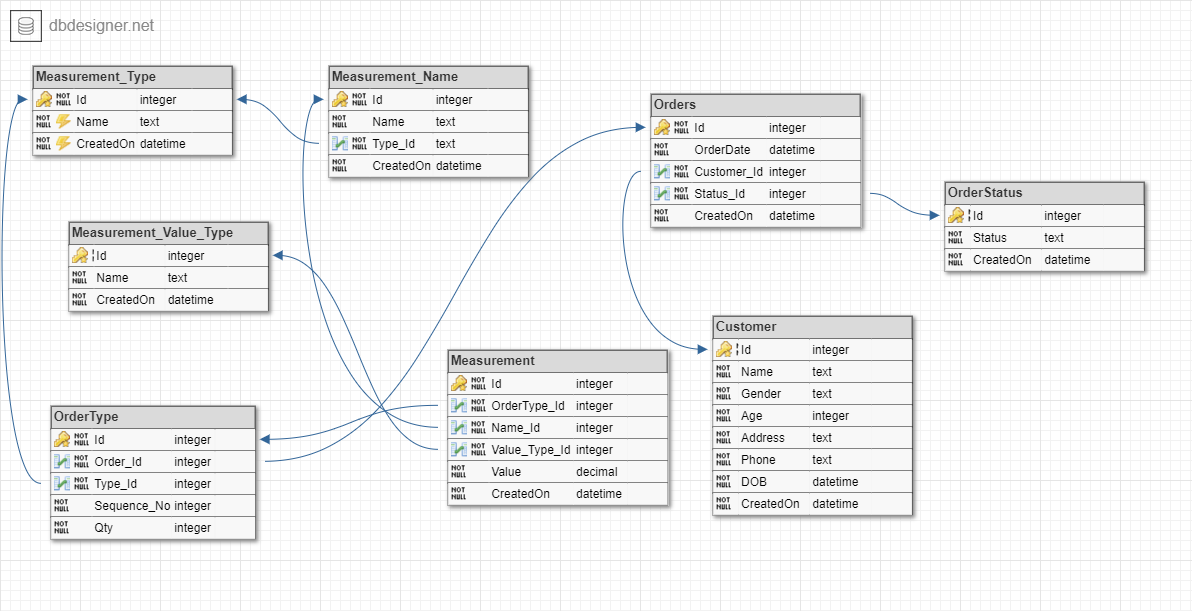 dbdesigner.net
Measurement_Type
NOT NULL Id integer
NOT NULL Name text
NOT NULL CreatedOn datetime
Measurement_Name
NOT NULL Id integer
NOT NULL Name text
NOT NULL Type_Id text
NOT NULL CreatedOn datetime
Orders
NOT NULL Id integer
NOT NULL OrderDate datetime
NOT NULL Customer_Id integer
NOT NULL Status_Id integer
NOT NULL CreatedOn datetime
OrderStatus
Id integer
NOT NULL Status text
NOT NULL CreatedOn datetime
Measurement_Value_Type
Id integer
NOT NULL Name text
NOT NULL CreatedOn datetime
Customer
Id integer
NOT NULL Name text
NOT NULL Gender text
NOT NULL Age integer
NOT NULL Address text
NOT NULL Phone text
NOT NULL DOB datetime
NOT NULL CreatedOn datetime
Measurement
NOT NULL Id integer
NOT NULL OrderType_Id integer
NOT NULL Name_Id integer
NOT NULL Value_Type_Id integer
NOT NULL Value decimal
NOT NULL CreatedOn datetime
OrderType
NOT NULL Id integer
NOT NULL Order_Id integer
NOT NULL Type_Id integer
NOT NULL Sequence_No integer
NOT NULL Qty integer